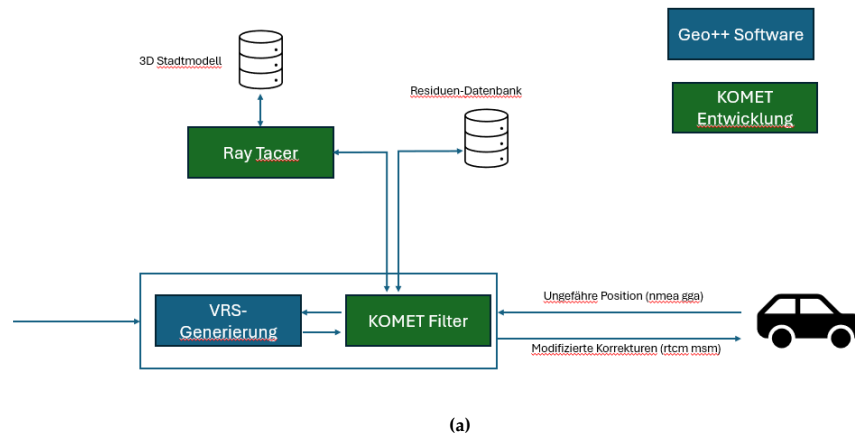 Geo++ Software
3D Stadtmodell
Residuen-Datenbank
KOMET
Entwicklung
Ray Tacer
VRS-
Generierung
KOMET Filter
Ungefähre Position (nmea gga)
Modifizierte Korrekturen (rtcm msm)
(a)